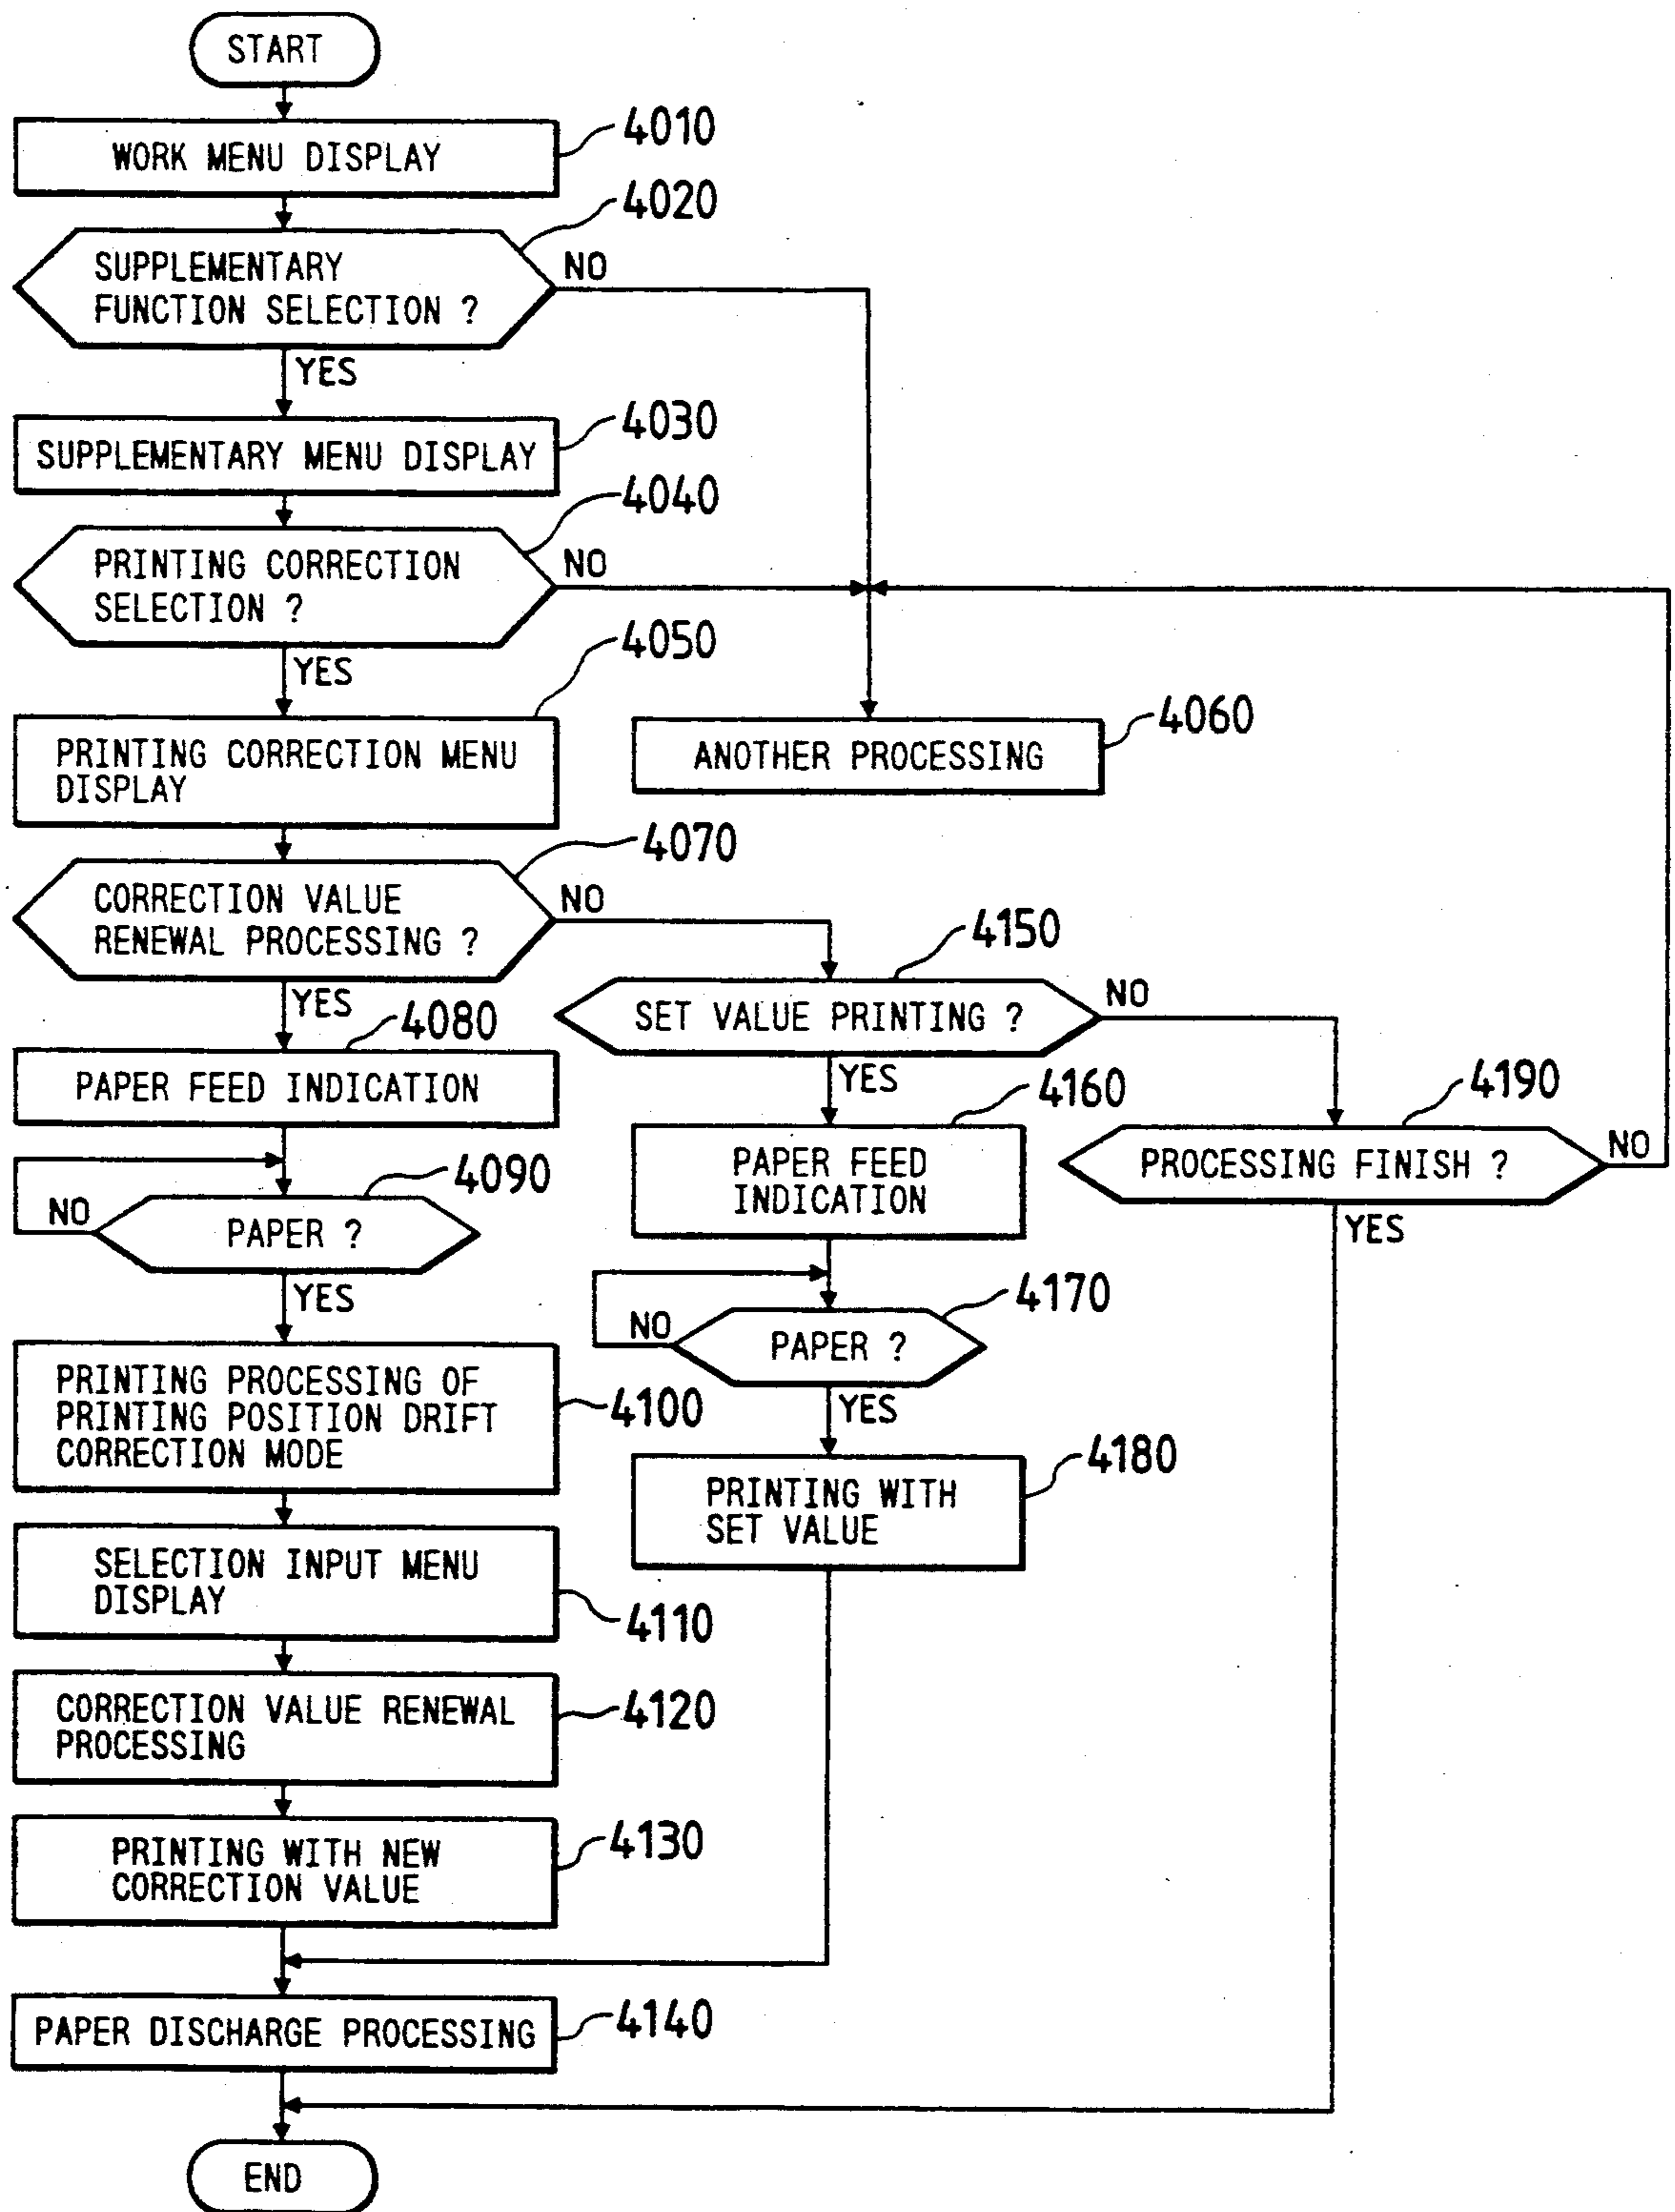 START
WORK MENU DISPLAY
4010
SUPPLEMENTARY
FUNCTION SELECTION ?
4020
NO
YES
SUPPLEMENTARY MENU DISPLAY
4030
PRINTING CORRECTION
SELECTION ?
4040
NO
YES
PRINTING CORRECTION MENU
DISPLAY
4050
ANOTHER PROCESSING
4060
CORRECTION VALUE
RENEWAL PROCESSING ?
4070
NO
YES
SET VALUE PRINTING ?
4150
NO
YES
PAPER FEED INDICATION
4080
PAPER FEED
INDICATION
4160
PROCESSING FINISH ?
4190
NO
YES
PAPER ?
4090
NO
YES
PAPER ?
4170
NO
YES
PRINTING PROCESSING OF
PRINTING POSITION DRIFT
CORRECTION MODE
4100
PRINTING WITH
SET VALUE
4180
SELECTION INPUT MENU
DISPLAY
4110
CORRECTION VALUE RENEWAL
PROCESSING
4120
PRINTING WITH NEW
CORRECTION VALUE
4130
PAPER DISCHARGE PROCESSING
4140
END